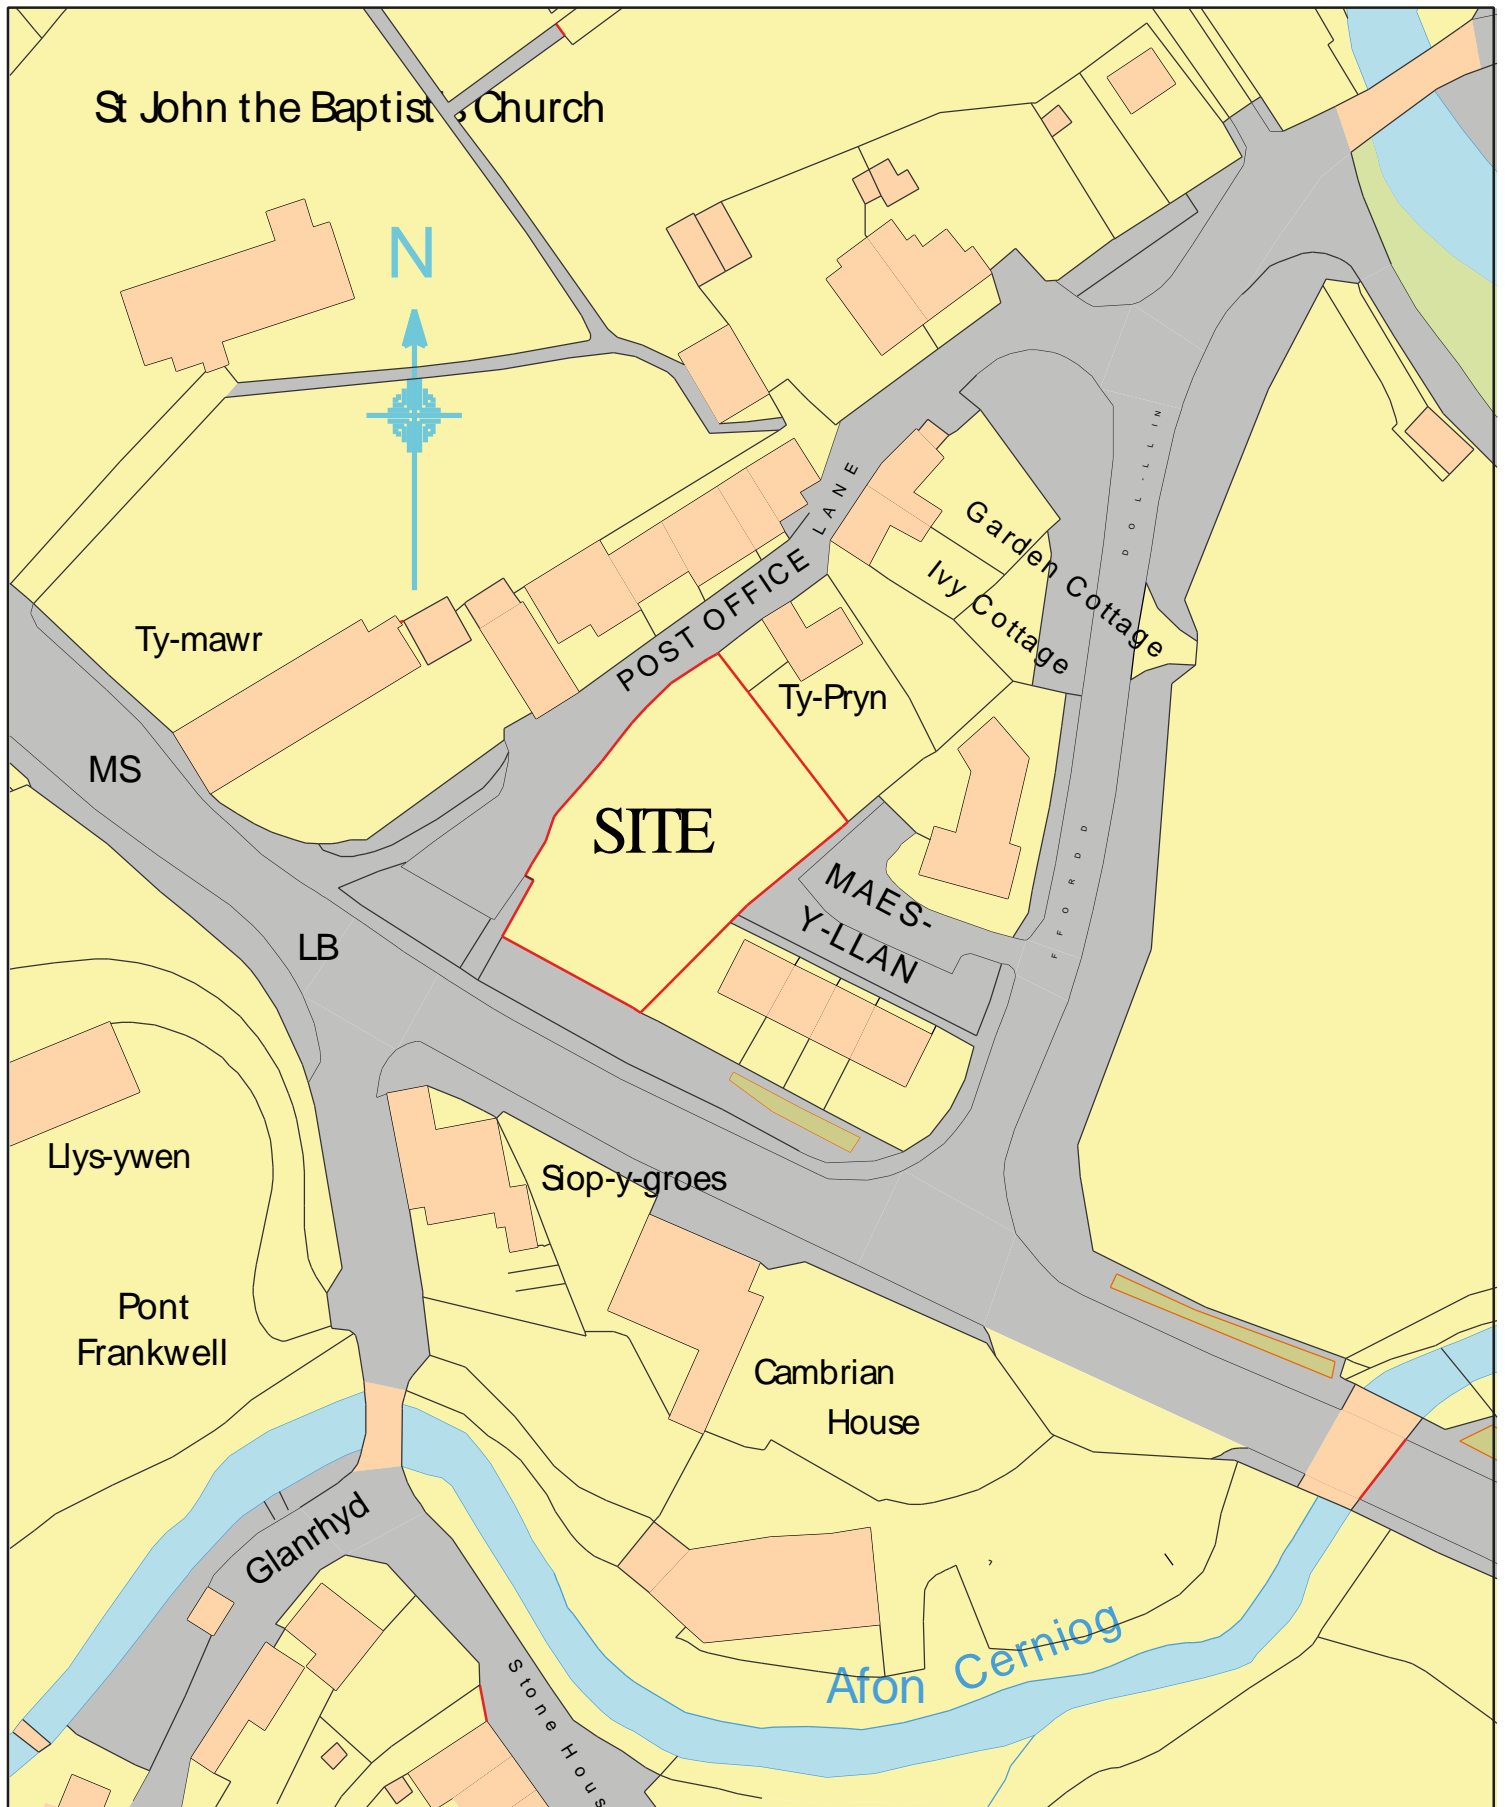 St John the Baptist's Church
N
LANE
FFORDD DOL-LLIN
Garden Cottage
Ivy Cottage
POST OFFICE
Ty-mawr
Ty-Pryn
MS
SITE
MAES-
Y-LLAN
LB
Llys-ywen
Siop-y-groes
Pont
Frankwell
Cambrian
House
Glanrhyd
Afon Cerniog
Stone Hous